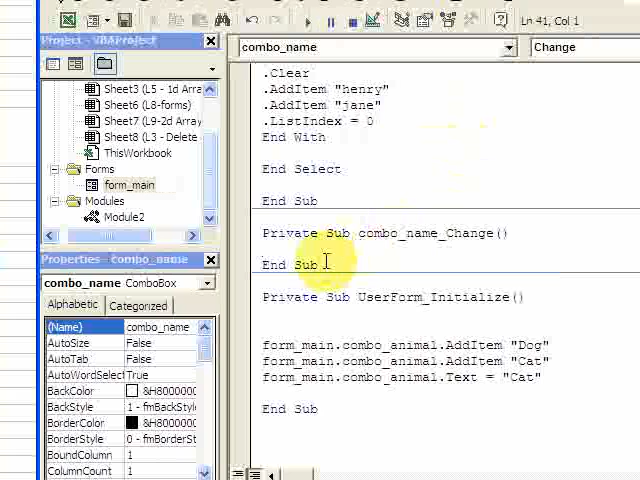 Ln 41, Col 1
Project - VBAProject
combo_name
Change
Sheet3 (L5 - 1d Arra
Sheet6 (L8-forms)
Sheet7 (L9-2d Array
Sheet8 (L3 - Delete
ThisWorkbook
Forms
form_main
Modules
Module2
Properties - combo_name
combo_name ComboBox
Alphabetic
Categorized
(Name) combo_name
AutoSize False
AutoTab False
AutoWordSelect True
BackColor &H8000000
BackStyle 1 - fmBackSty
BorderColor &H8000000
BorderStyle 0 - fmBorderSt
BoundColumn 1
ColumnCount 1
.Clear
.AddItem "henry"
.AddItem "jane"
.ListIndex = 0
End With
End Select
End Sub
Private Sub combo_name_Change()
End Sub
Private Sub UserForm_Initialize()
form_main.combo_animal.AddItem "Dog"
form_main.combo_animal.AddItem "Cat"
form_main.combo_animal.Text = "Cat"
End Sub